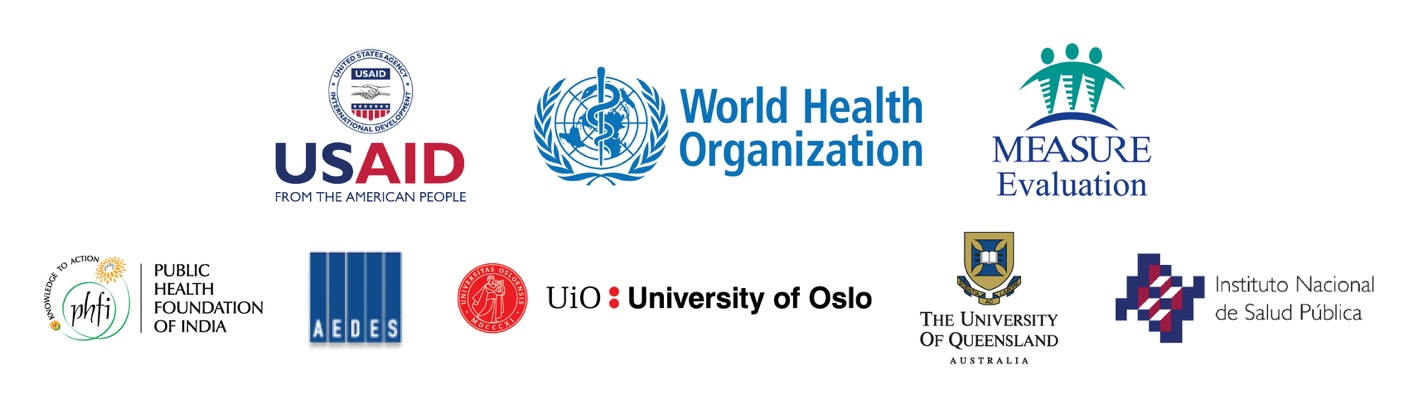 UNITED STATES AGENCY
USAID
INTERNATIONAL DEVELOPMENT
USAID
FROM THE AMERICAN PEOPLE
World Health
Organization
MEASURE
Evaluation
KNOWLEDGE TO ACTION
phfi
PUBLIC
HEALTH
FOUNDATION
OF INDIA
AEDES
UNIVERSITAS OSLOENSIS
MDCCCXI
UiO : University of Oslo
THE UNIVERSITY
OF QUEENSLAND
AUSTRALIA
Instituto Nacional
de Salud Pública